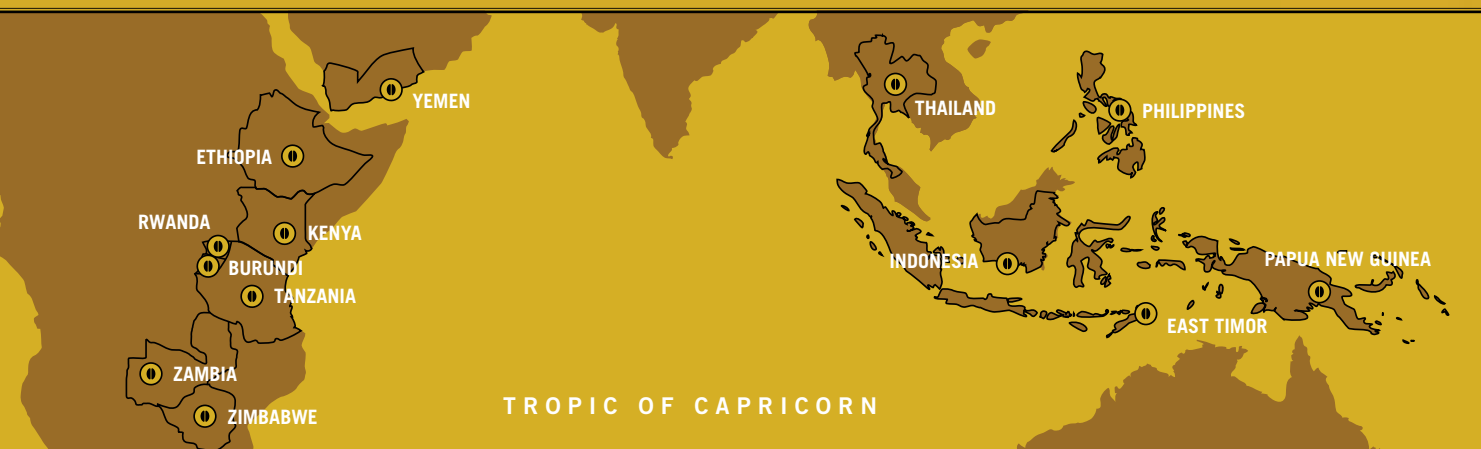 YEMEN
THAILAND
PHILIPPINES
ETHIOPIA
RWANDA
KENYA
BURUNDI
INDONESIA
PAPUA NEW GUINEA
TANZANIA
EAST TIMOR
ZAMBIA
TROPIC OF CAPRICORN
ZIMBABWE